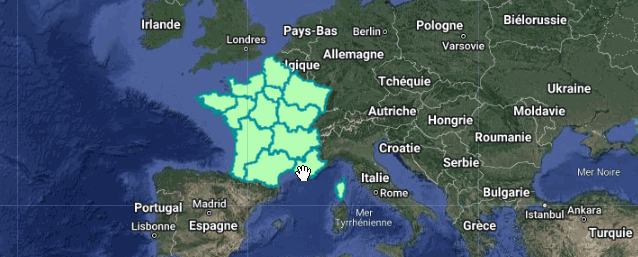 Irlande
Pays-Bas
Berlin
Pologne
Biélorussie
Londres
Varsovie
Allemagne
lgique
Tchéquie
Ukraine
Autriche
Moldavie
Hongrie
Roumanie
Croatie
Serbie
Mer Noire
Italie
Bulgarie
Rome
Portugal
Madrid
Mer
Tyrrhénienne
Istanbul
Ankara
Lisbonne
Espagne
Grèce
Turquie